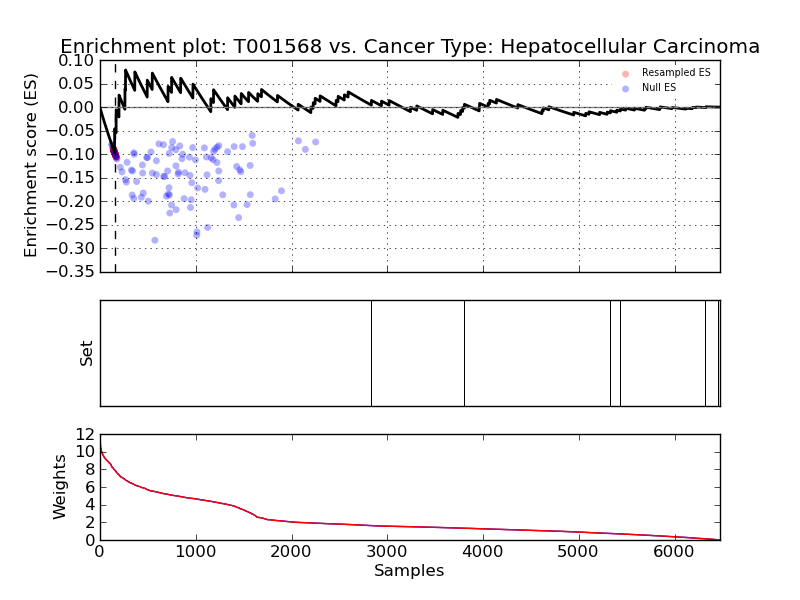 Enrichment plot: T001568 vs. Cancer Type: Hepatocellular Carcinoma
0.10
0.05
0.00
−0.05
−0.10
−0.15
−0.20
−0.25
−0.30
−0.35
Enrichment score (ES)
Resampled ES
Null ES
Set
12
10
8
6
4
2
0
Weights
0 1000 2000 3000 4000 5000 6000
Samples